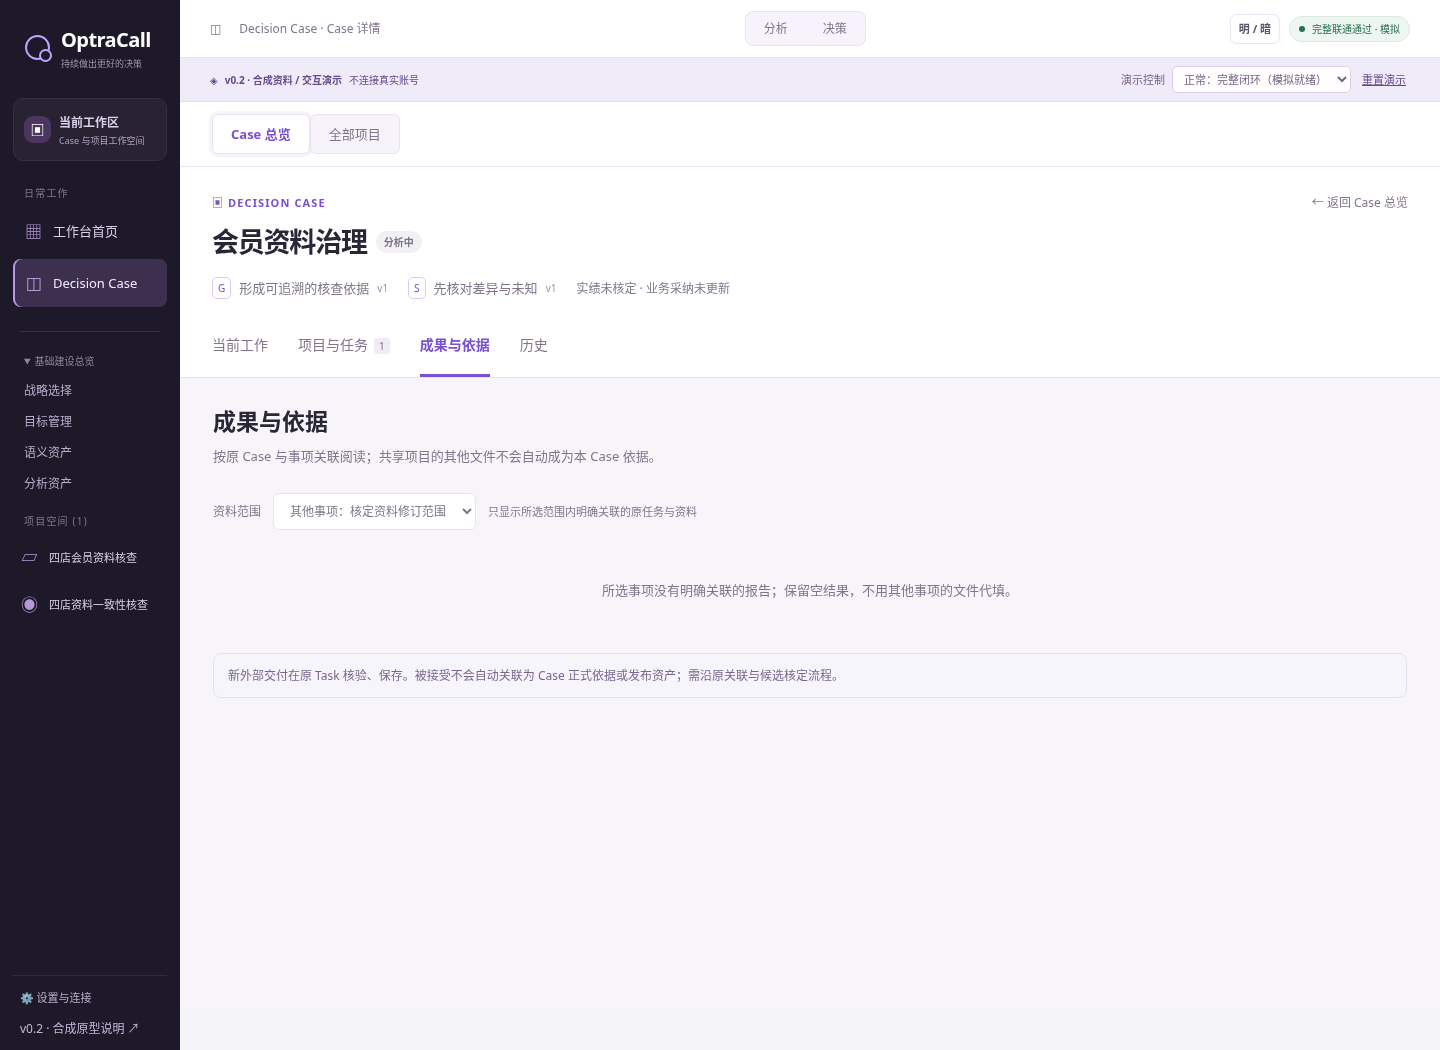 OptraCall
持续做出更好的决策
当前工作区
Case 与项目工作空间
日常工作
工作台首页
Decision Case
▼ 基础建设总览
战略选择
目标管理
语义资产
分析资产
项目空间 (1)
四店会员资料核查
四店资料一致性核查
设置与连接
v0.2 · 合成原型说明 ↗
Decision Case · Case 详情
分析
决策
明 / 暗
完整联通通过 · 模拟
◈ v0.2 · 合成资料 / 交互演示 不连接真实账号
演示控制
正常：完整闭环（模拟就绪）
重置演示
Case 总览
全部项目
DECISION CASE
← 返回 Case 总览
会员资料治理
分析中
G 形成可追溯的核查依据 v1
S 先核对差异与未知 v1
实绩未核定 · 业务采纳未更新
当前工作
项目与任务 1
成果与依据
历史
成果与依据
按原 Case 与事项关联阅读；共享项目的其他文件不会自动成为本 Case 依据。
资料范围
其他事项：核定资料修订范围
只显示所选范围内明确关联的原任务与资料
所选事项没有明确关联的报告；保留空结果，不用其他事项的文件代填。
新外部交付在原 Task 核验、保存。被接受不会自动关联为 Case 正式依据或发布资产；需沿原关联与候选核定流程。